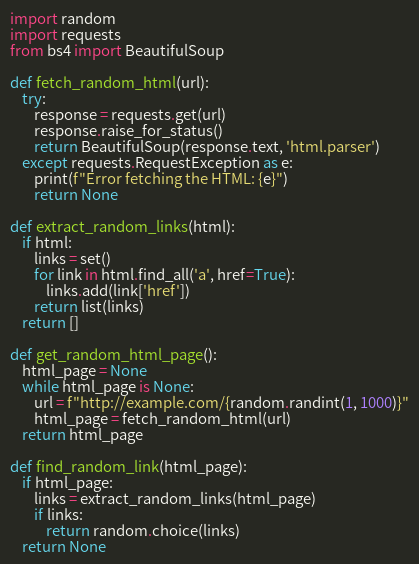 import random
import requests
from bs4 import BeautifulSoup

def fetch_random_html(url):
    try:
        response = requests.get(url)
        response.raise_for_status()
        return BeautifulSoup(response.text, 'html.parser')
    except requests.RequestException as e:
        print(f"Error fetching the HTML: {e}")
        return None

def extract_random_links(html):
    if html:
        links = set()
        for link in html.find_all('a', href=True):
            links.add(link['href'])
        return list(links)
    return []

def get_random_html_page():
    html_page = None
    while html_page is None:
        url = f"http://example.com/{random.randint(1, 1000)}"
        html_page = fetch_random_html(url)
    return html_page

def find_random_link(html_page):
    if html_page:
        links = extract_random_links(html_page)
        if links:
            return random.choice(links)
    return None